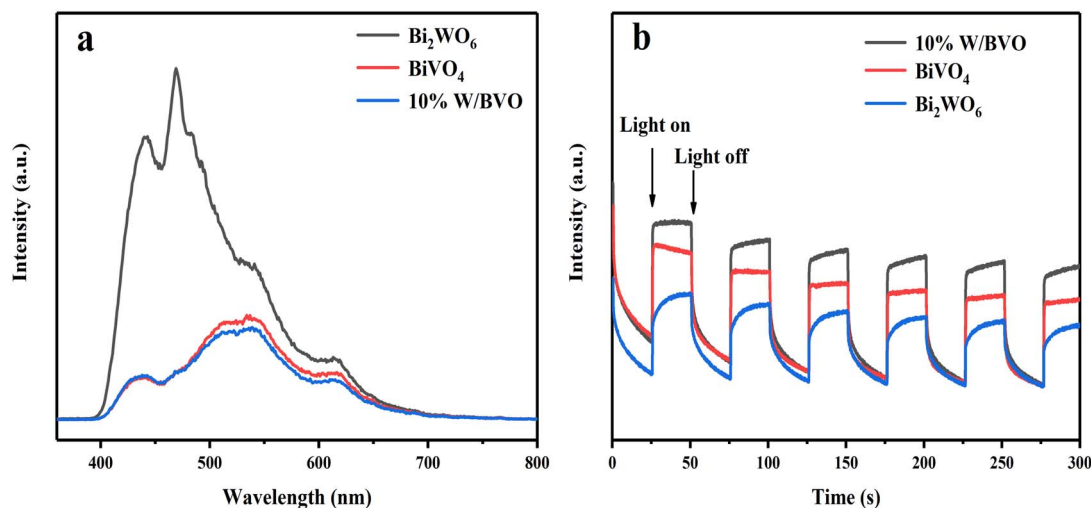 a
Bi₂WO₆
BiVO₄
10% W/BVO
Intensity (a.u.)
400 500 600 700 800
Wavelength (nm)
b
10% W/BVO
BiVO₄
Bi₂WO₆
Light on
Light off
Intensity (a.u.)
0 50 100 150 200 250 300
Time (s)